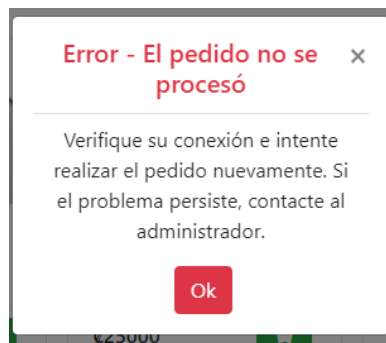 Error - El pedido no se ×
procesó
Verifique su conexión e intente
realizar el pedido nuevamente. Si
el problema persiste, contacte al
administrador.
Ok
₡25000